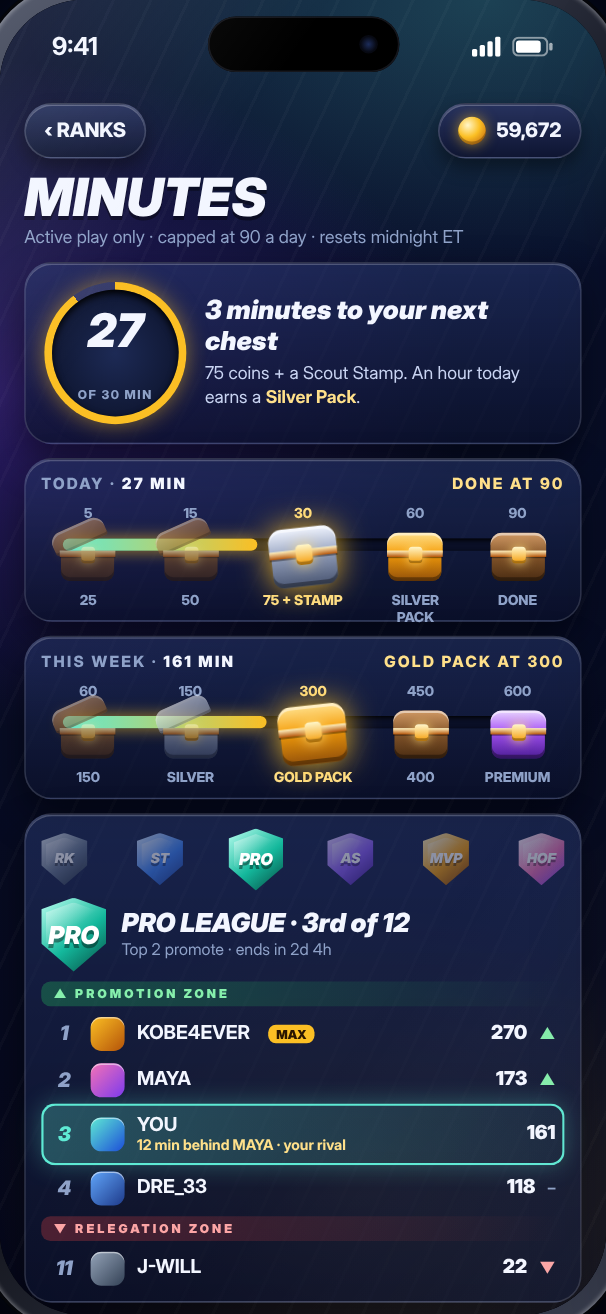 9:41
‹ RANKS
59,672
MINUTES
Active play only · capped at 90 a day · resets midnight ET
27
OF 30 MIN
3 minutes to your next
chest
75 coins + a Scout Stamp. An hour today
earns a Silver Pack.
TODAY · 27 MIN
DONE AT 90
5 15 30 60 90
25 50 75 + STAMP SILVER PACK DONE
THIS WEEK · 161 MIN
GOLD PACK AT 300
60 150 300 450 600
150 SILVER GOLD PACK 400 PREMIUM
RK ST PRO AS MVP HOF
PRO
PRO LEAGUE · 3rd of 12
Top 2 promote · ends in 2d 4h
▲ PROMOTION ZONE
1 KOBE4EVER MAX 270 ▲
2 MAYA 173 ▲
3 YOU 161
12 min behind MAYA · your rival
4 DRE_33 118 –
▼ RELEGATION ZONE
11 J-WILL 22 ▼